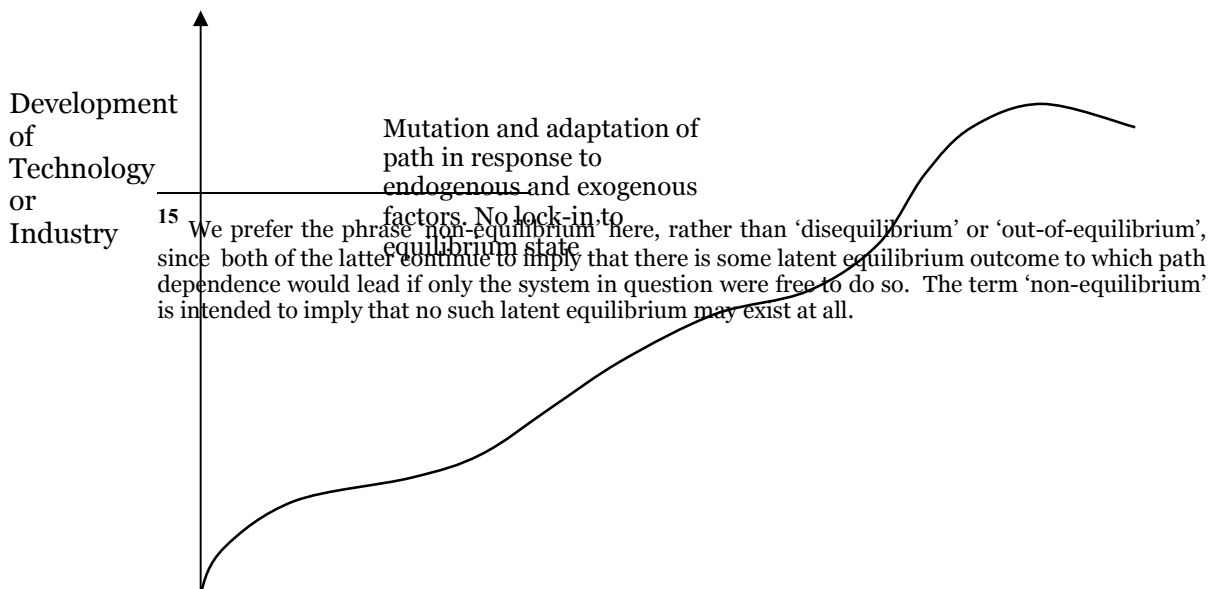 Development
of
Technology
or
Industry
Mutation and adaptation of
path in response to
endogenous and exogenous
factors. No lock-in to
equilibrium state
15 We prefer the phrase ‘non-equilibrium’ here, rather than ‘disequilibrium’ or ‘out-of-equilibrium’,
since both of the latter continue to imply that there is some latent equilibrium outcome to which path
dependence would lead if only the system in question were free to do so. The term ‘non-equilibrium’
is intended to imply that no such latent equilibrium may exist at all.